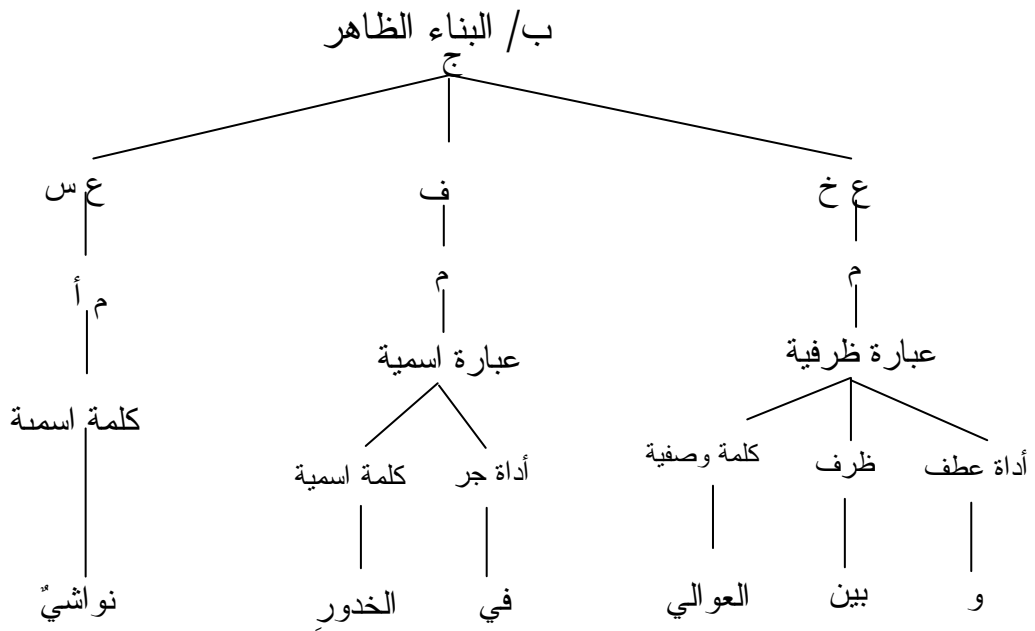 ب/ البناء الظاهر
ج
ع خ ف ع س
م م م أ
عبارة ظرفية عبارة اسمية كلمة اسمية
أداة عطف ظرف كلمة وصفية أداة جر كلمة اسمية
و بين العوالي في الخدورِ نواشيٌ